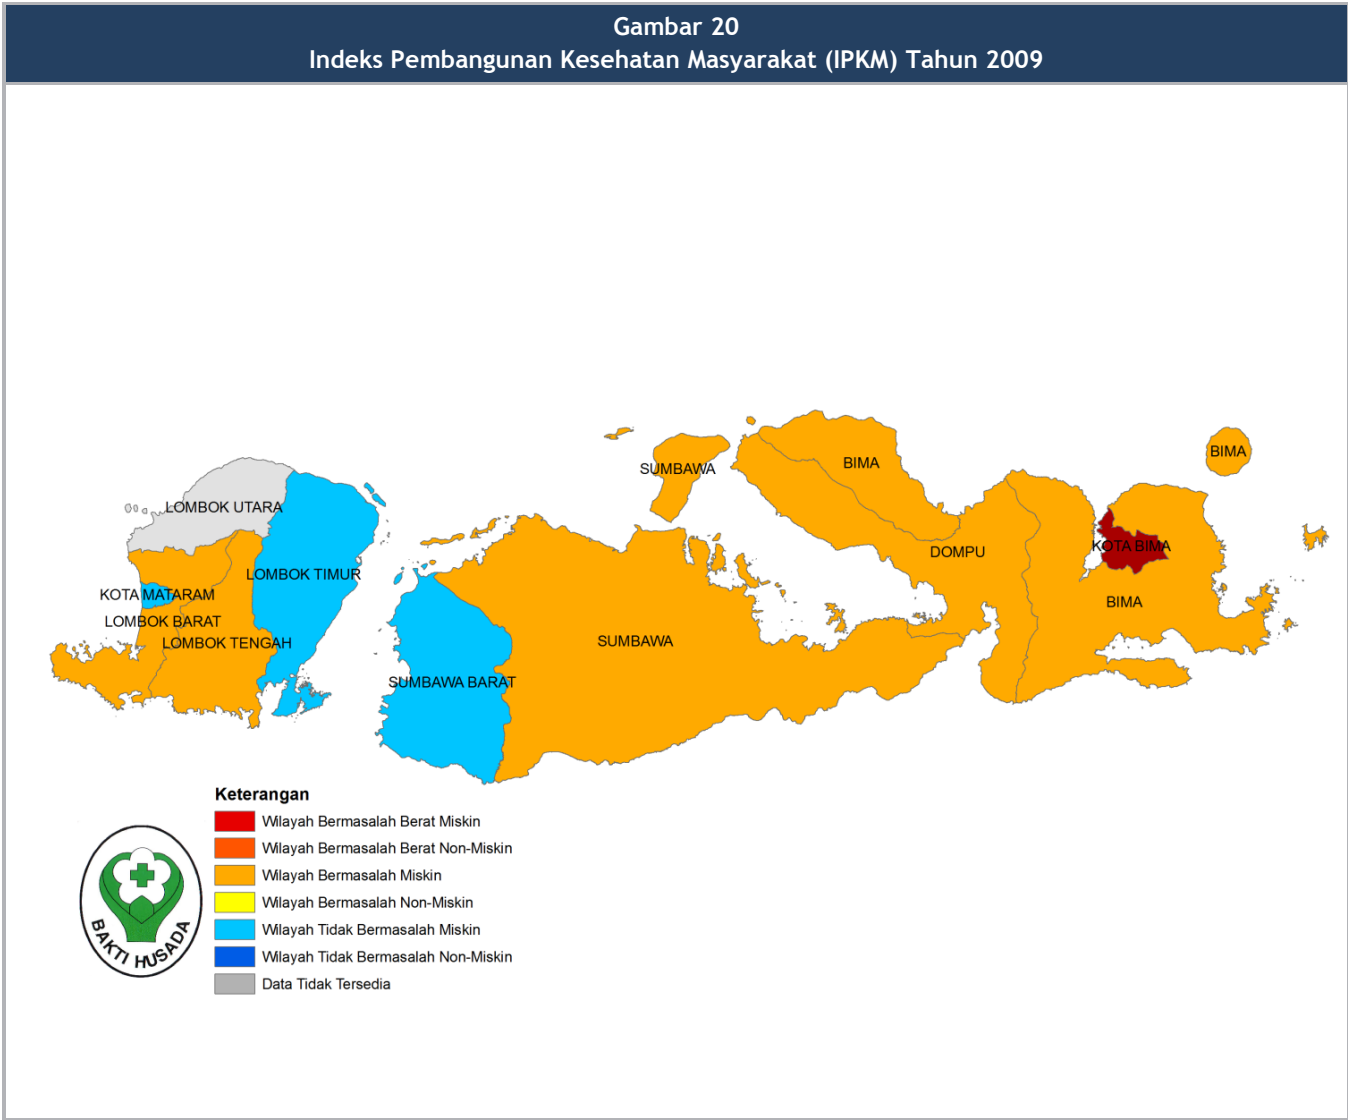 Gambar 20
Indeks Pembangunan Kesehatan Masyarakat (IPKM) Tahun 2009
BIMA
BIMA
SUMBAWA
LOMBOK UTARA
KOTA BIMA
DOMPU
LOMBOK TIMUR
KOTA MATARAM
BIMA
LOMBOK BARAT
LOMBOK TENGAH
SUMBAWA
SUMBAWA BARAT
Keterangan
Wilayah Bermasalah Berat Miskin
Wilayah Bermasalah Berat Non-Miskin
Wilayah Bermasalah Miskin
Wilayah Bermasalah Non-Miskin
Wilayah Tidak Bermasalah Miskin
Wilayah Tidak Bermasalah Non-Miskin
Data Tidak Tersedia
BAKTI HUSADA